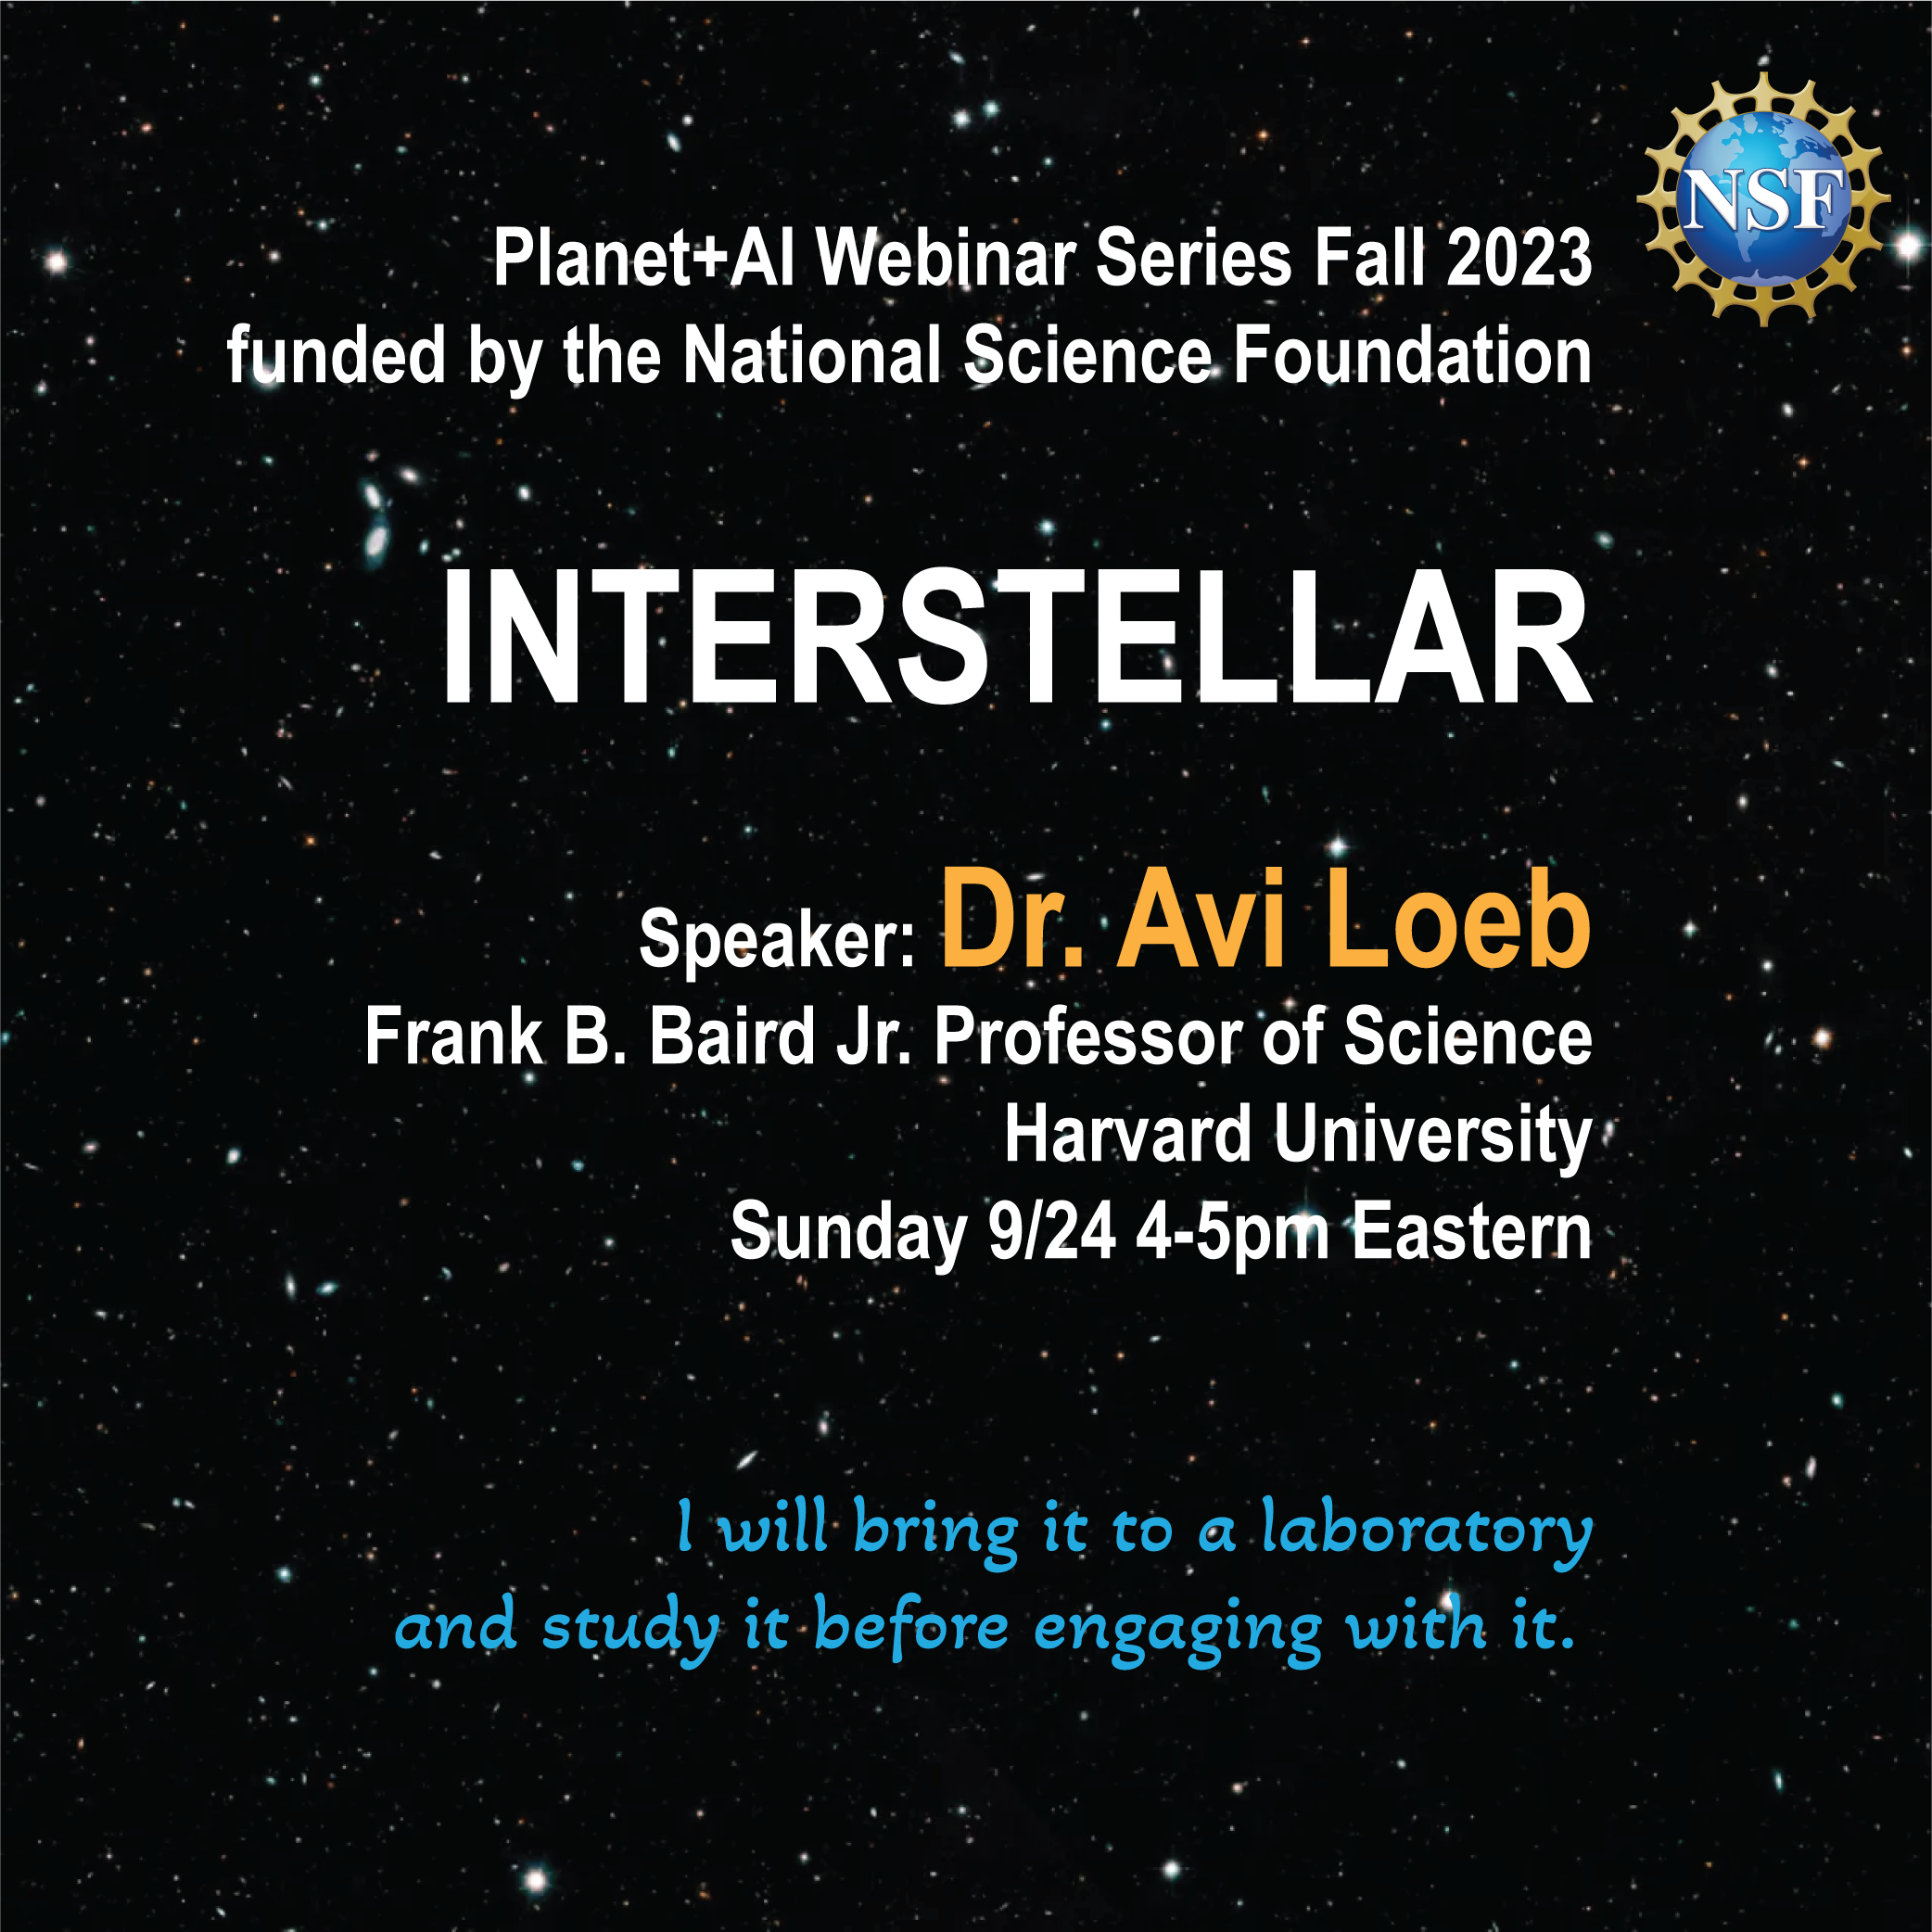 NSF
Planet+AI Webinar Series Fall 2023
funded by the National Science Foundation
INTERSTELLAR
Speaker: Dr. Avi Loeb
Frank B. Baird Jr. Professor of Science
Harvard University
Sunday 9/24 4-5pm Eastern
I will bring it to a laboratory
and study it before engaging with it.